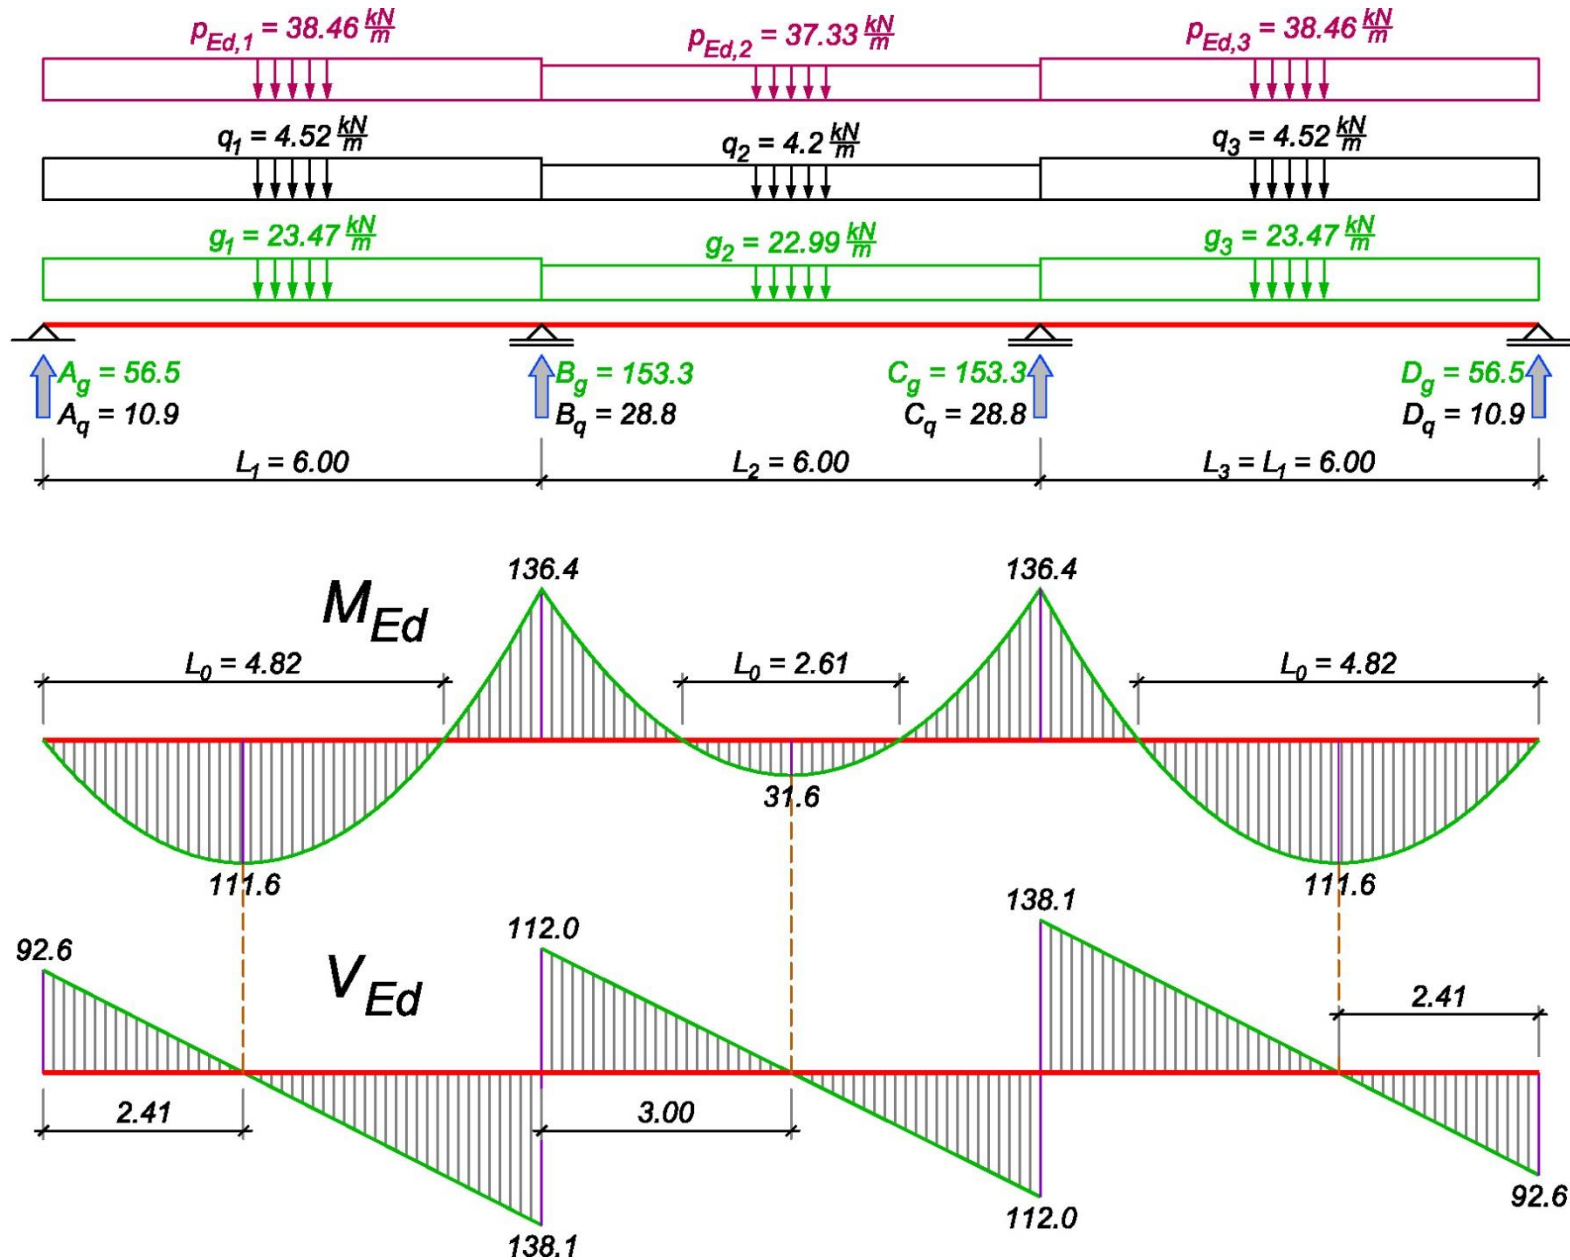 p_Ed,1 = 38.46 kN/m
p_Ed,2 = 37.33 kN/m
p_Ed,3 = 38.46 kN/m
q_1 = 4.52 kN/m
q_2 = 4.2 kN/m
q_3 = 4.52 kN/m
g_1 = 23.47 kN/m
g_2 = 22.99 kN/m
g_3 = 23.47 kN/m
A_g = 56.5
B_g = 153.3
C_g = 153.3
D_g = 56.5
A_q = 10.9
B_q = 28.8
C_q = 28.8
D_q = 10.9
L_1 = 6.00
L_2 = 6.00
L_3 = L_1 = 6.00
136.4
136.4
M_Ed
L_0 = 4.82
L_0 = 2.61
L_0 = 4.82
31.6
111.6
111.6
138.1
92.6
112.0
V_Ed
2.41
2.41
3.00
92.6
112.0
138.1